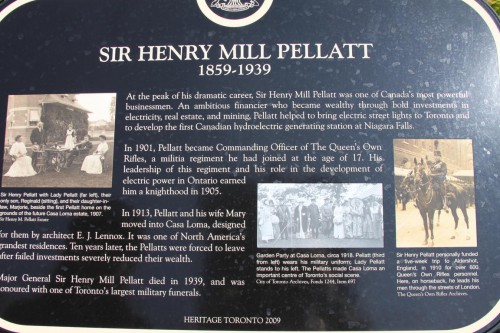 SIR HENRY MILL PELLATT
1859-1939
At the peak of his dramatic career, Sir Henry Mill Pellatt was one of Canada's most powerful
businessmen. An ambitious financier who became wealthy through bold investments in
electricity, real estate, and mining, Pellatt helped to bring electric street lights to Toronto and
to develop the first Canadian hydroelectric generating station at Niagara Falls.
In 1901, Pellatt became Commanding Officer of The Queen's Own
Rifles, a militia regiment he had joined at the age of 17. His
leadership of this regiment and his role in the development of
electric power in Ontario earned
him a knighthood in 1905.
Sir Henry Pellatt with Lady Pellatt (far left), their
only son, Reginald (sitting), and their daughter-in-
law, Marjorie, beside the first Pellatt home on the
grounds of the future Casa Loma estate, 1907.
Sir Henry M. Pellatt Estate
In 1913, Pellatt and his wife Mary
moved into Casa Loma, designed
for them by architect E. J. Lennox. It was one of North America's
grandest residences. Ten years later, the Pellatts were forced to leave
after failed investments severely reduced their wealth.
Major General Sir Henry Mill Pellatt died in 1939, and was
honoured with one of Toronto's largest military funerals.
Garden Party at Casa Loma, circa 1918. Pellatt (third
from left) wears his military uniform; Lady Pellatt
stands to his left. The Pellatts made Casa Loma an
important centre of Toronto's social scene.
City of Toronto Archives, Fonds 1244, Item 697
Sir Henry Pellatt personally funded
a five-week trip to Aldershot,
England, in 1910 for over 600
Queen's Own Rifles personnel.
Here, on horseback, he leads his
men through the streets of London.
The Queen's Own Rifles Archives.
HERITAGE TORONTO 2009